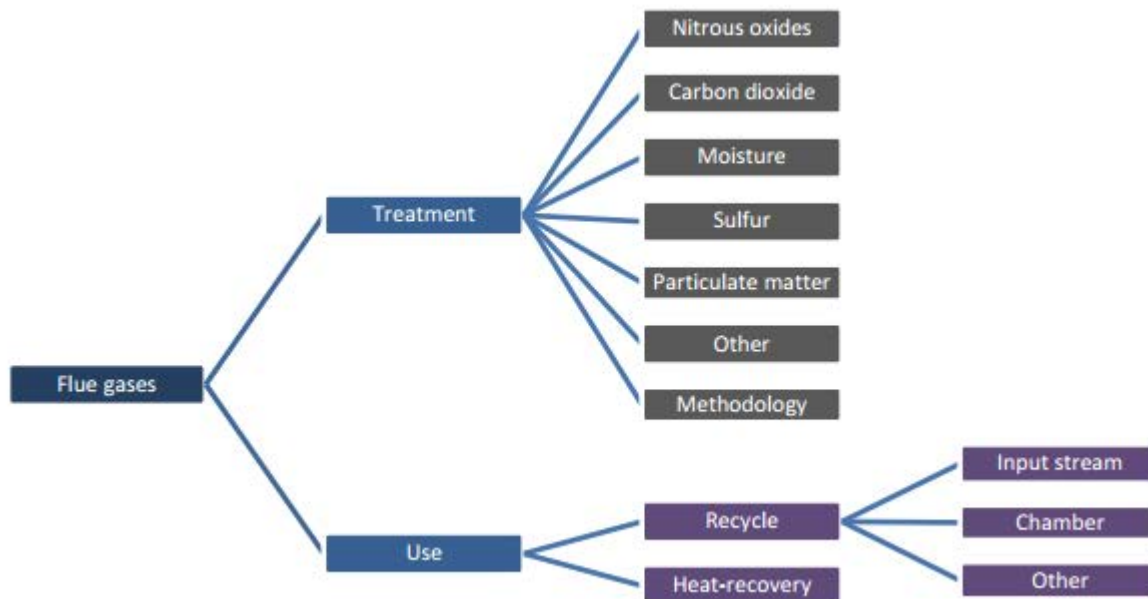 Nitrous oxides
Carbon dioxide
Moisture
Treatment
Sulfur
Particulate matter
Other
Flue gases
Methodology
Input stream
Recycle
Chamber
Use
Heat-recovery
Other